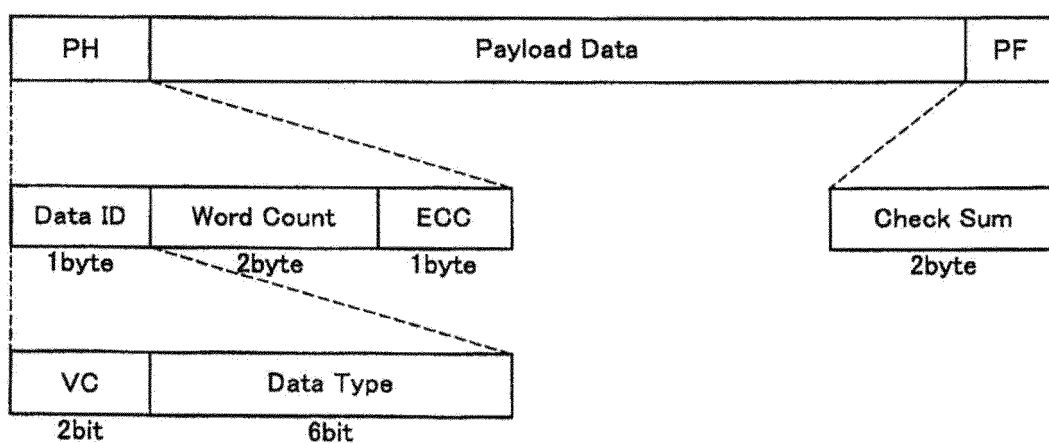 PH Payload Data PF
Data ID Word Count ECC Check Sum
1byte 2byte 1byte 2byte
VC Data Type
2bit 6bit